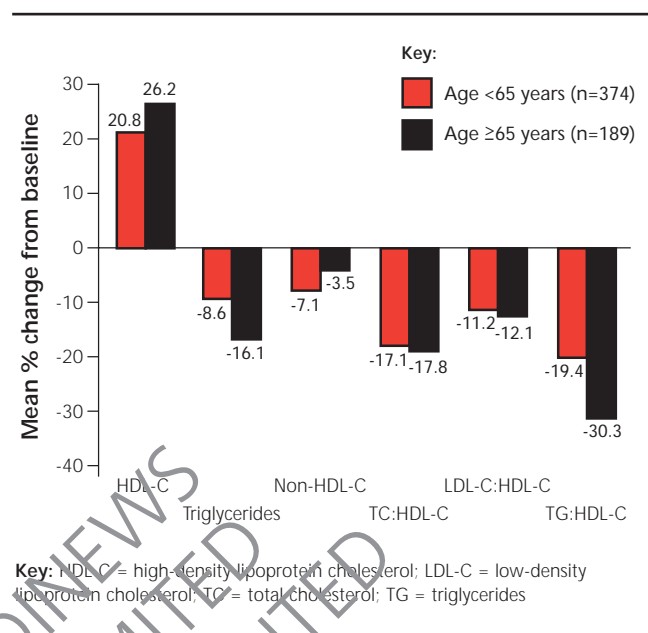 Key:
Age <65 years (n=374)
Age ≥65 years (n=189)
Mean % change from baseline
30
20
10
0
-10
-20
-30
-40
20.8
26.2
-8.6
-16.1
-7.1
-3.5
-17.1
-17.8
-11.2
-12.1
-19.4
-30.3
HDL-C Non-HDL-C LDL-C:HDL-C
Triglycerides TC:HDL-C TG:HDL-C
Key: HDL-C = high-density lipoprotein cholesterol; LDL-C = low-density
lipoprotein cholesterol; TC = total cholesterol; TG = triglycerides